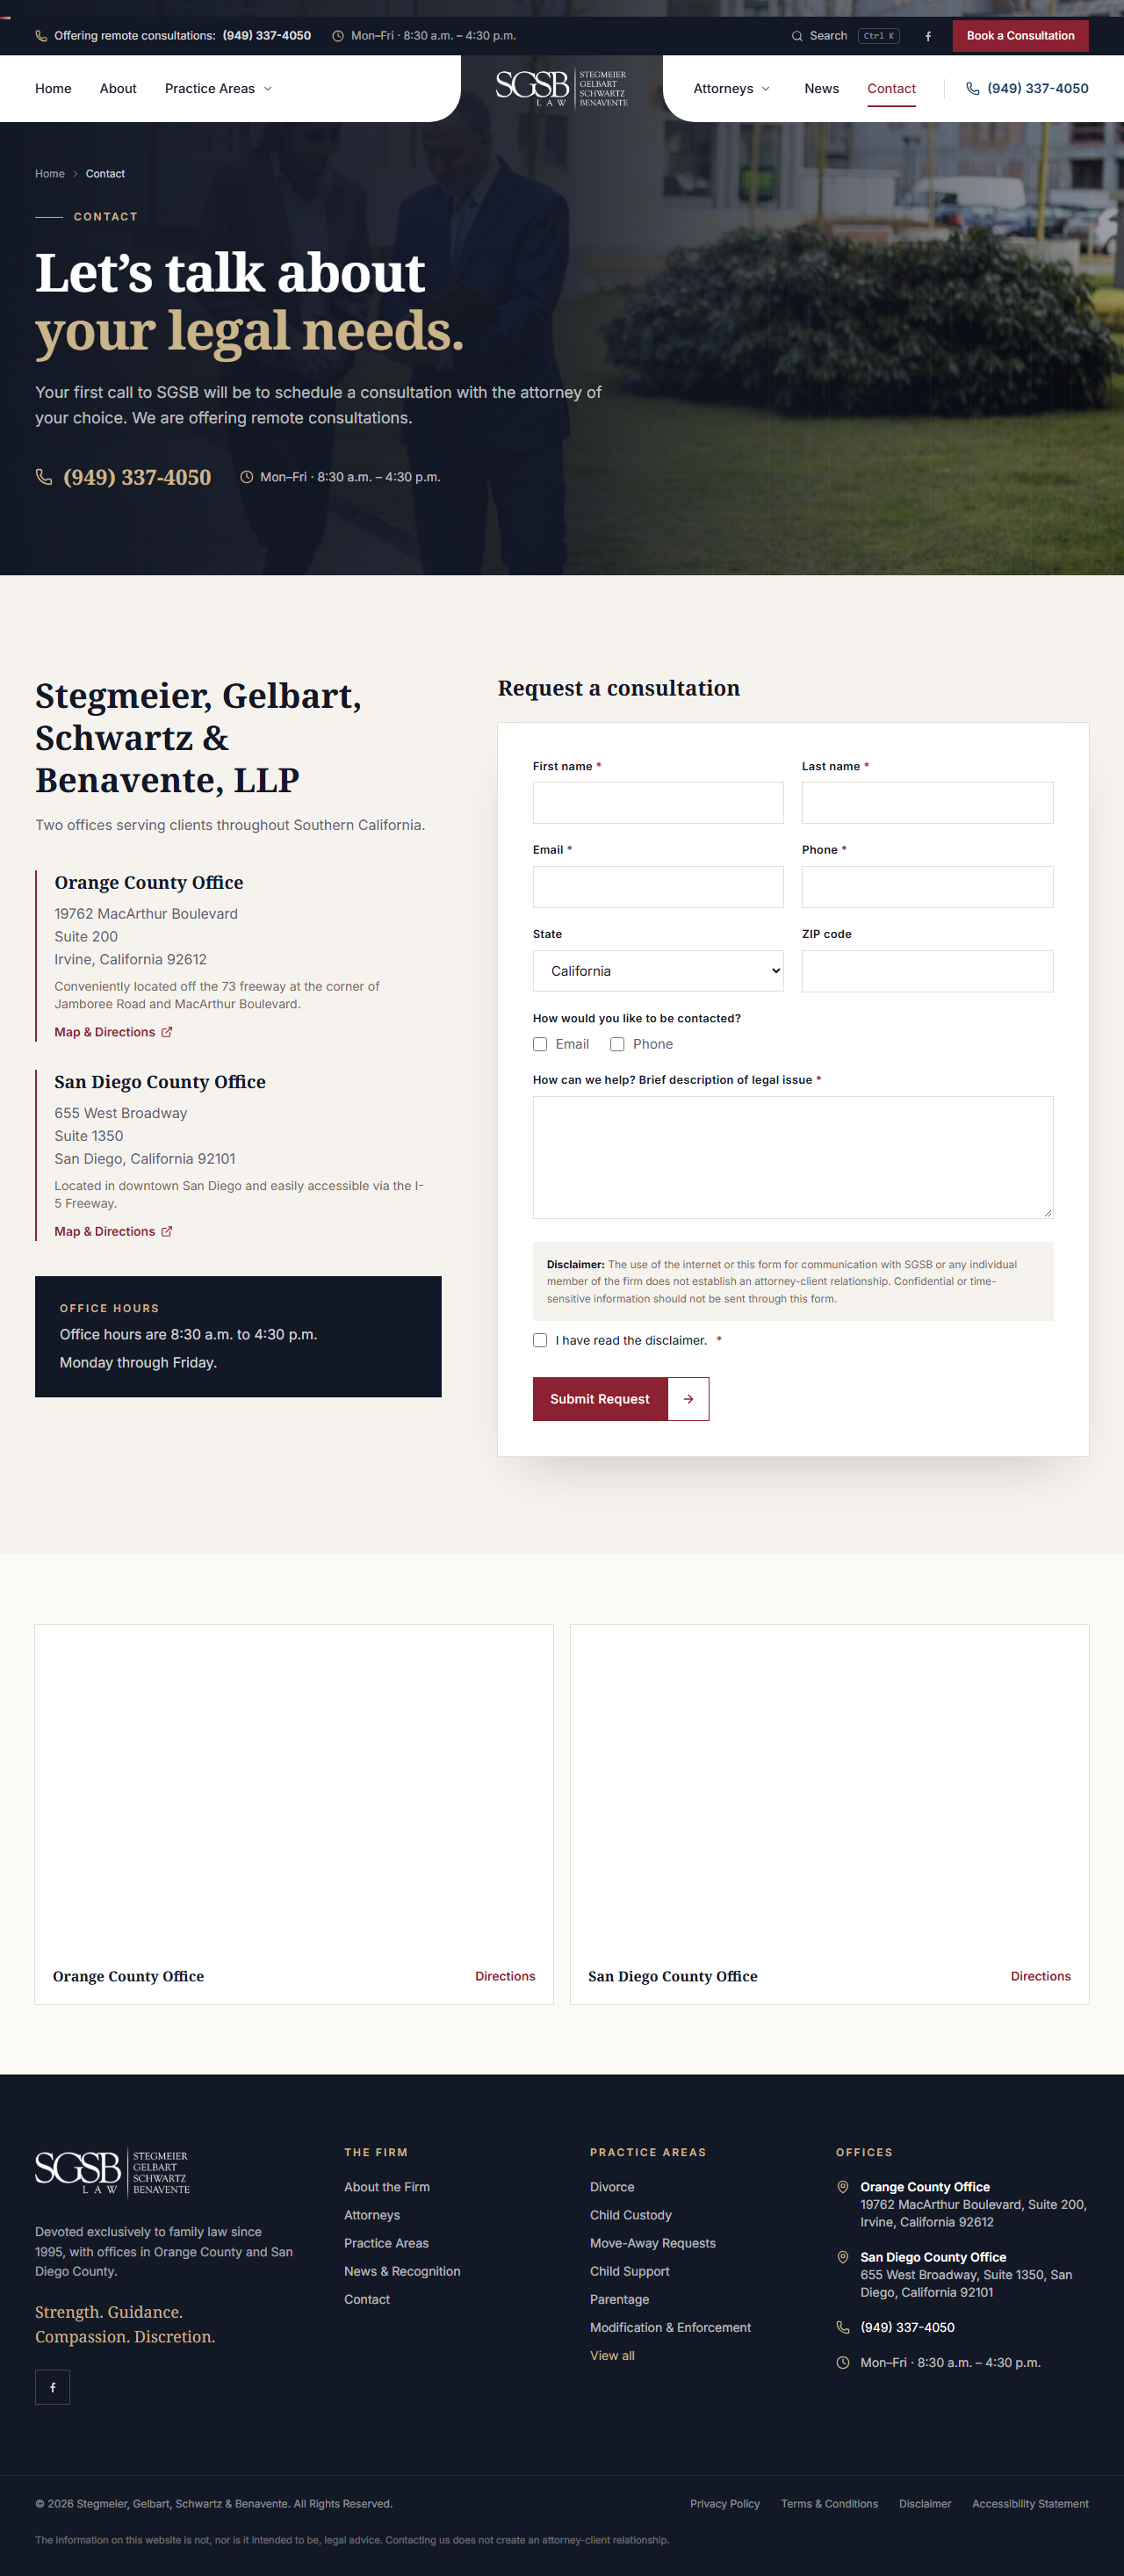 Offering remote consultations: (949) 337-4050
Mon–Fri · 8:30 a.m. – 4:30 p.m.
Search Ctrl K
f
Book a Consultation
Home
About
Practice Areas
SGSB LAW
STEGMEIER
GELBART
SCHWARTZ
BENAVENTE
Attorneys
News
Contact
(949) 337-4050
Home > Contact
CONTACT
Let’s talk about
your legal needs.
Your first call to SGSB will be to schedule a consultation with the attorney of
your choice. We are offering remote consultations.
(949) 337-4050
Mon–Fri · 8:30 a.m. – 4:30 p.m.
Stegmeier, Gelbart,
Schwartz &
Benavente, LLP
Two offices serving clients throughout Southern California.
Orange County Office
19762 MacArthur Boulevard
Suite 200
Irvine, California 92612
Conveniently located off the 73 freeway at the corner of
Jamboree Road and MacArthur Boulevard.
Map & Directions
San Diego County Office
655 West Broadway
Suite 1350
San Diego, California 92101
Located in downtown San Diego and easily accessible via the I-
5 Freeway.
Map & Directions
OFFICE HOURS
Office hours are 8:30 a.m. to 4:30 p.m.
Monday through Friday.
Request a consultation
First name *
Last name *
Email *
Phone *
State
ZIP code
California
How would you like to be contacted?
Email
Phone
How can we help? Brief description of legal issue *
Disclaimer: The use of the internet or this form for communication with SGSB or any individual
member of the firm does not establish an attorney-client relationship. Confidential or time-
sensitive information should not be sent through this form.
I have read the disclaimer. *
Submit Request
Orange County Office
Directions
San Diego County Office
Directions
SGSB LAW
STEGMEIER
GELBART
SCHWARTZ
BENAVENTE
Devoted exclusively to family law since
1995, with offices in Orange County and San
Diego County.
Strength. Guidance.
Compassion. Discretion.
f
THE FIRM
About the Firm
Attorneys
Practice Areas
News & Recognition
Contact
PRACTICE AREAS
Divorce
Child Custody
Move-Away Requests
Child Support
Parentage
Modification & Enforcement
View all
OFFICES
Orange County Office
19762 MacArthur Boulevard, Suite 200,
Irvine, California 92612
San Diego County Office
655 West Broadway, Suite 1350, San
Diego, California 92101
(949) 337-4050
Mon–Fri · 8:30 a.m. – 4:30 p.m.
© 2026 Stegmeier, Gelbart, Schwartz & Benavente. All Rights Reserved.
Privacy Policy
Terms & Conditions
Disclaimer
Accessibility Statement
The information on this website is not, nor is it intended to be, legal advice. Contacting us does not create an attorney-client relationship.